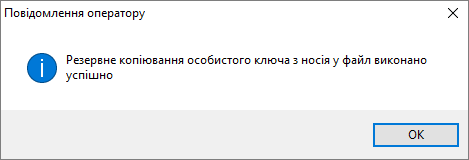 Повідомлення оператору
Резервне копіювання особистого ключа з носія у файл виконано
успішно
OK